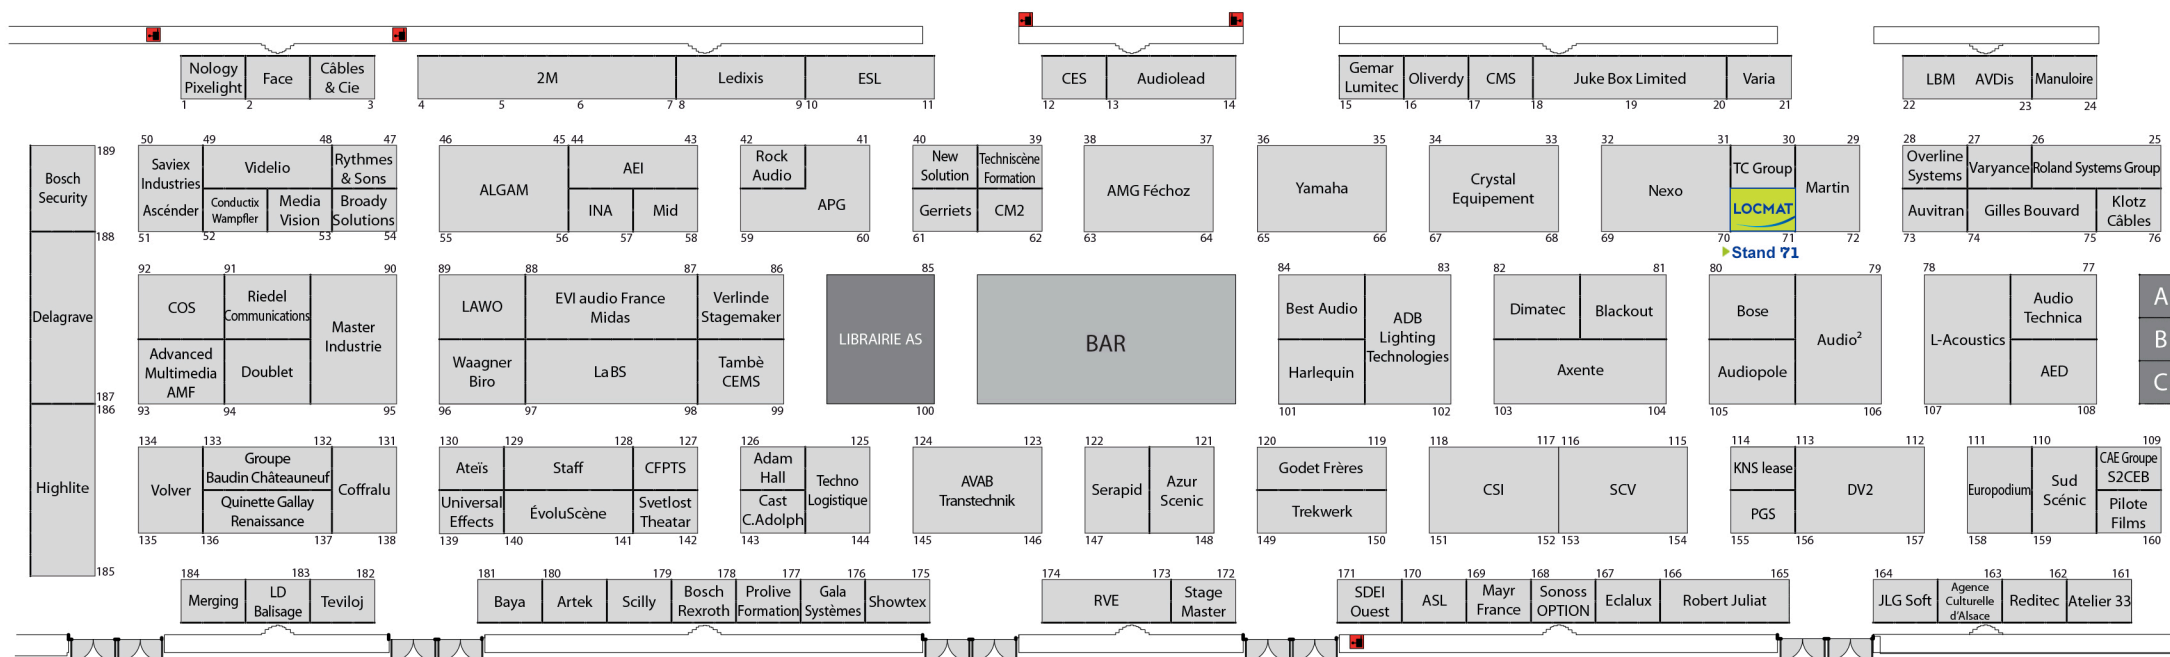 Nology
Pixelight
Face
Câbles
& Cie
2M
Ledixis
ESL
CES
Audiolead
Gemar
Lumitec
Oliverdy
CMS
Juke Box Limited
Varia
LBM
AVDis
Manuloire
1 2 3 4 5 6 7 8 9 10 11 12 13 14 15 16 17 18 19 20 21 22 23 24
50 49 48 47 46 45 44 43 42 41 40 39 38 37 36 35 34 33 32 31 30 29 28 27 26 25
189
Bosch
Security
188
Saviex
Industries
Ascénder
Videlio
Conductix
Wampfler
Media
Vision
Rythmes
& Sons
Broady
Solutions
ALGAM
AEI
INA
Mid
Rock
Audio
APG
New
Solution
Techniscène
Formation
Gerriets
CM2
AMG Féchoz
Yamaha
Crystal
Equipement
Nexo
TC Group
LOCMAT
Martin
Overline
Systems
Varyance
Roland Systems Group
Auvitran
Gilles Bouvard
Klotz
Câbles
51 52 53 54 55 56 57 58 59 60 61 62 63 64 65 66 67 68 69 70 71 72 73 74 75 76
Stand 71
92 91 90 89 88 87 86 85 84 83 82 81 80 79 78 77
Delagrave
187
COS
Riedel
Communications
Master
Industrie
Advanced
Multimedia
AMF
Doublet
LAWO
EVI audio France
Midas
Verlinde
Stagemaker
Waagner
Biro
La BS
Tambè
CEMS
LIBRAIRIE AS
BAR
Best Audio
Harlequin
ADB
Lighting
Technologies
Dimatec
Blackout
Axente
Bose
Audiopole
Audio²
L-Acoustics
Audio
Technica
AED
A
B
C
93 94 95 96 97 98 99 100 101 102 103 104 105 106 107 108
186
Highlite
185
134 133 132 131 130 129 128 127 126 125 124 123 122 121 120 119 118 117 116 115 114 113 112 111 110 109
Volver
Groupe
Baudin Châteauneuf
Quinette Gallay
Renaissance
Coffralu
Ateïs
Universal
Effects
Staff
ÉvoluScène
CFPTS
Svetlost
Theatar
Adam
Hall
Cast
C.Adolph
Techno
Logistique
AVAB
Transtechnik
Serapid
Azur
Scenic
Godet Frères
Trekwerk
CSI
SCV
KNS lease
PGS
DV2
Europodium
Sud
Scénic
CAE Groupe
S2CEB
Pilote
Films
135 136 137 138 139 140 141 142 143 144 145 146 147 148 149 150 151 152 153 154 155 156 157 158 159 160
184 183 182 181 180 179 178 177 176 175 174 173 172 171 170 169 168 167 166 165 164 163 162 161
Merging
LD
Balisage
Teviloj
Baya
Artek
Scilly
Bosch
Rexroth
Prolive
Formation
Gala
Systèmes
Showtex
RVE
Stage
Master
SDEI
Ouest
ASL
Mayr
France
Sonoss
OPTION
Eclalux
Robert Juliat
JLG Soft
Agence
Culturelle
d'Alsace
Reditec
Atelier 33